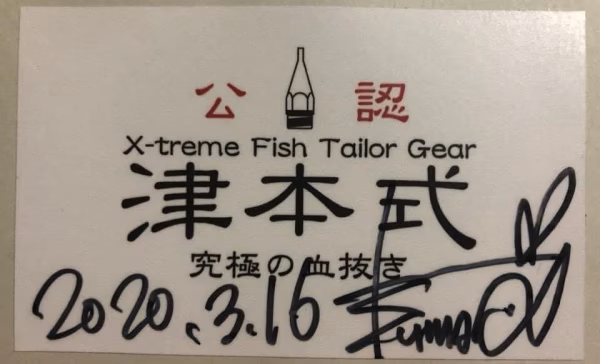 公認
X-treme Fish Tailor Gear
津本式
究極の血抜き
2020.3.16